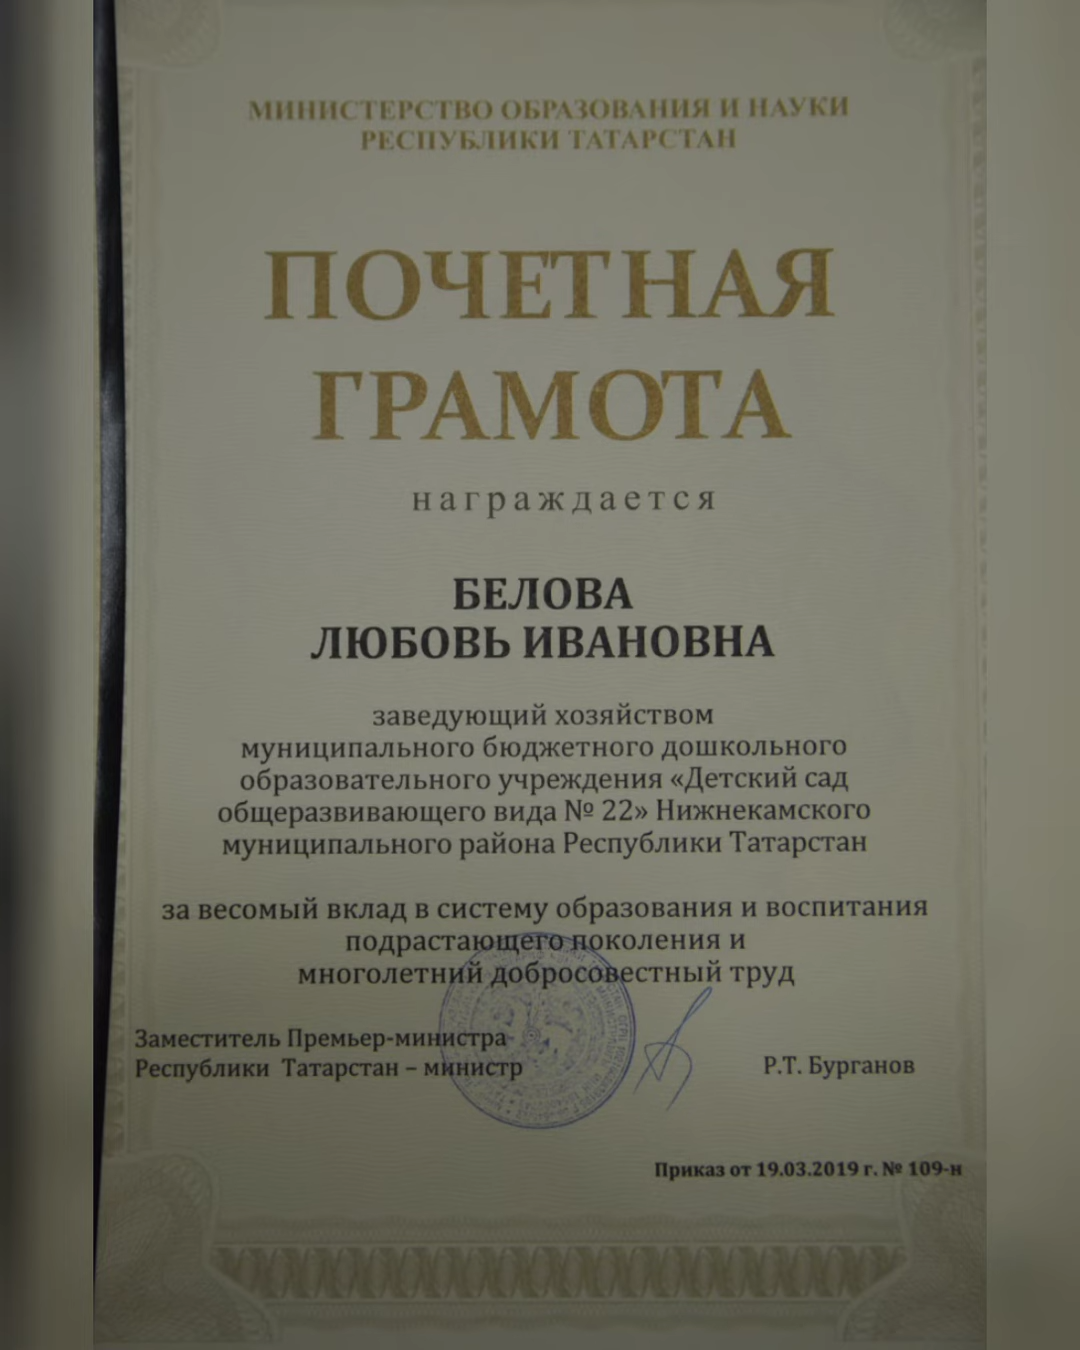 МИНИСТЕРСТВО ОБРАЗОВАНИЯ И НАУКИ
РЕСПУБЛИКИ ТАТАРСТАН
ПОЧЕТНАЯ
ГРАМОТА
награждается
БЕЛОВА
ЛЮБОВЬ ИВАНОВНА
заведующий хозяйством
муниципального бюджетного дошкольного
образовательного учреждения «Детский сад
общеразвивающего вида № 22» Нижнекамского
муниципального района Республики Татарстан
за весомый вклад в систему образования и воспитания
подрастающего поколения и
многолетний добросовестный труд
Заместитель Премьер-министра
Республики Татарстан – министр
Р.Т. Бурганов
Приказ от 19.03.2019 г. № 109-н